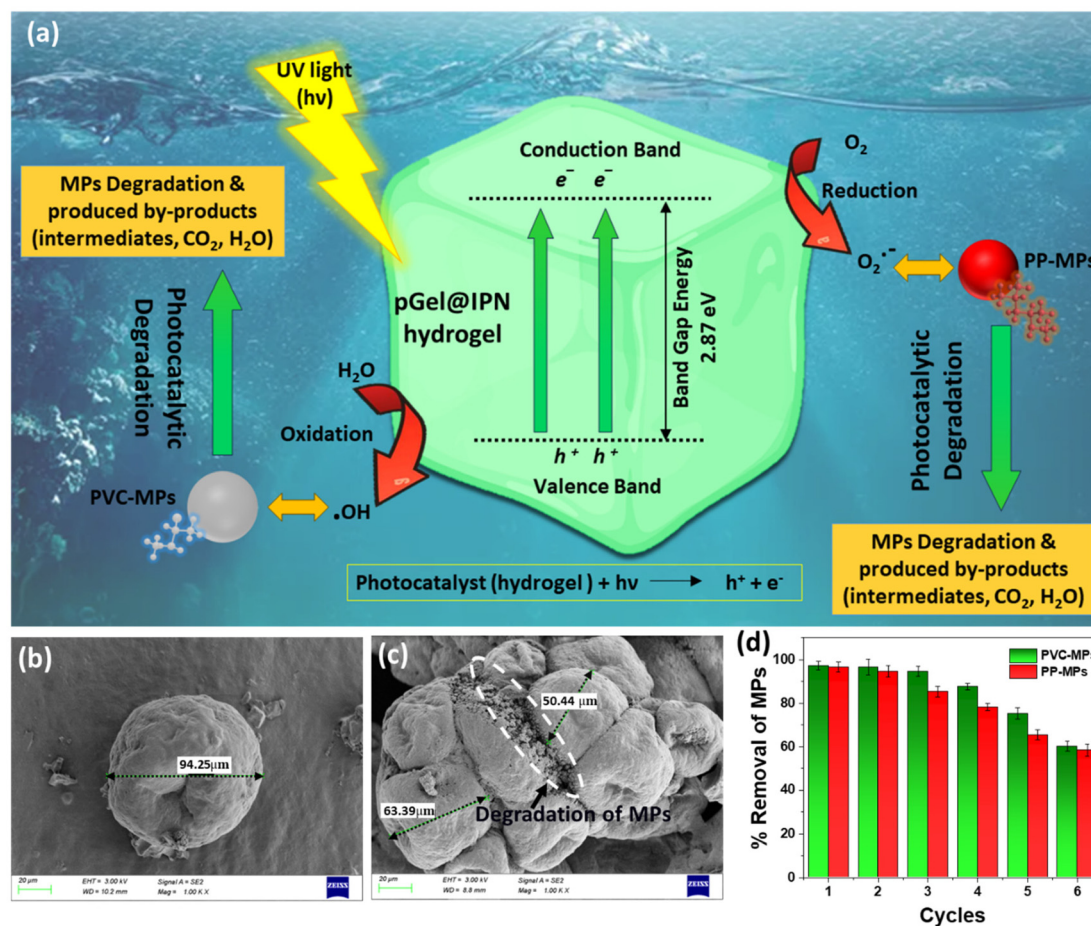 (a)
UV light
(hν)
MPs Degradation &
produced by-products
(intermediates, CO₂, H₂O)
Photocatalytic
Degradation
PVC-MPs
.OH
H₂O
Oxidation
pGel@IPN
hydrogel
Conduction Band
e⁻ e⁻
Band Gap Energy
2.87 eV
h⁺ h⁺
Valence Band
O₂
Reduction
O₂·⁻
PP-MPs
Photocatalytic
Degradation
MPs Degradation &
produced by-products
(intermediates, CO₂, H₂O)
Photocatalyst (hydrogel) + hν → h⁺ + e⁻
(b)
94.25μm
20 μm
EHT = 3.00 kV
WD = 10.2 mm
Signal A = SE2
Mag = 1.00 K X
ZEISS
(c)
50.44 μm
63.39μm
Degradation of MPs
20 μm
EHT = 3.00 kV
WD = 8.8 mm
Signal A = SE2
Mag = 1.00 K X
ZEISS
(d)
PVC-MPs
PP-MPs
% Removal of MPs
100
80
60
40
20
0
1 2 3 4 5 6
Cycles